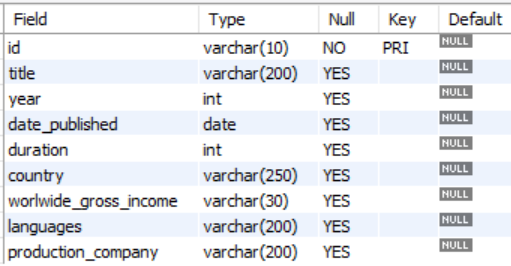 Field Type Null Key Default
id varchar(10) NO PRI NULL
title varchar(200) YES NULL
year int YES NULL
date_published date YES NULL
duration int YES NULL
country varchar(250) YES NULL
worlwide_gross_income varchar(30) YES NULL
languages varchar(200) YES NULL
production_company varchar(200) YES NULL